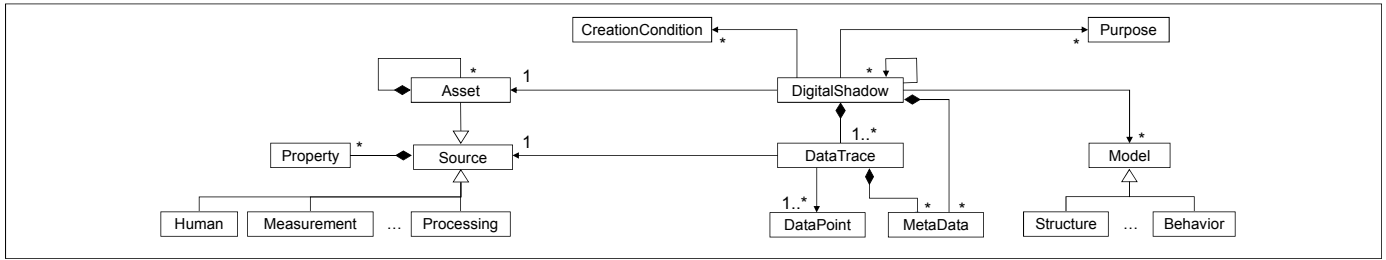 CreationCondition * * Purpose
* 1 *
Asset DigitalShadow
1..* *
Property * Source 1 DataTrace Model
1..* * *
Human Measurement ... Processing DataPoint MetaData Structure ... Behavior